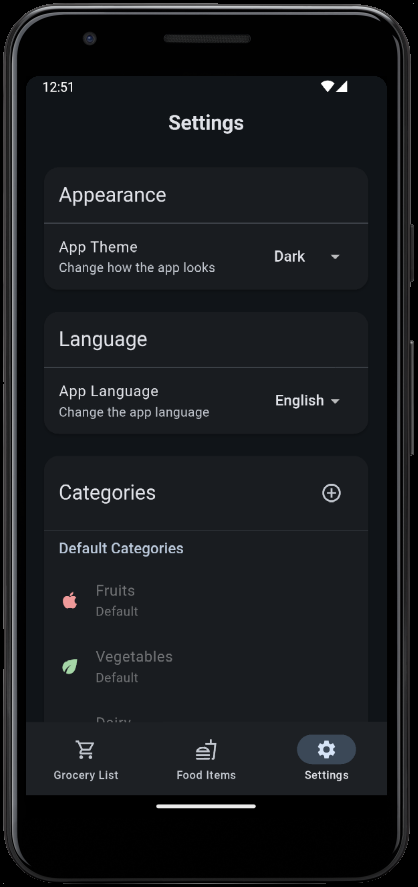 12:51
Settings
Appearance
App Theme
Change how the app looks
Dark
Language
App Language
Change the app language
English
Categories
Default Categories
Fruits
Default
Vegetables
Default
Dairy
Grocery List
Food Items
Settings